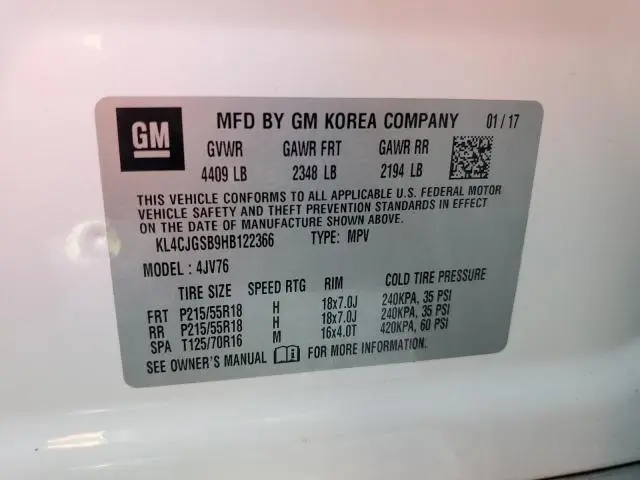 GM
MFD BY GM KOREA COMPANY 01/17
GVWR GAWR FRT GAWR RR
4409 LB 2348 LB 2194 LB
THIS VEHICLE CONFORMS TO ALL APPLICABLE U.S. FEDERAL MOTOR
VEHICLE SAFETY AND THEFT PREVENTION STANDARDS IN EFFECT
ON THE DATE OF MANUFACTURE SHOWN ABOVE.
KL4CJGSB9HB122366 TYPE: MPV
MODEL: 4JV76
TIRE SIZE SPEED RTG RIM COLD TIRE PRESSURE
FRT P215/55R18 H 18x7.0J 240KPA, 35 PSI
RR P215/55R18 H 18x7.0J 240KPA, 35 PSI
SPA T125/70R16 M 16x4.0T 420KPA, 60 PSI
SEE OWNER'S MANUAL FOR MORE INFORMATION.